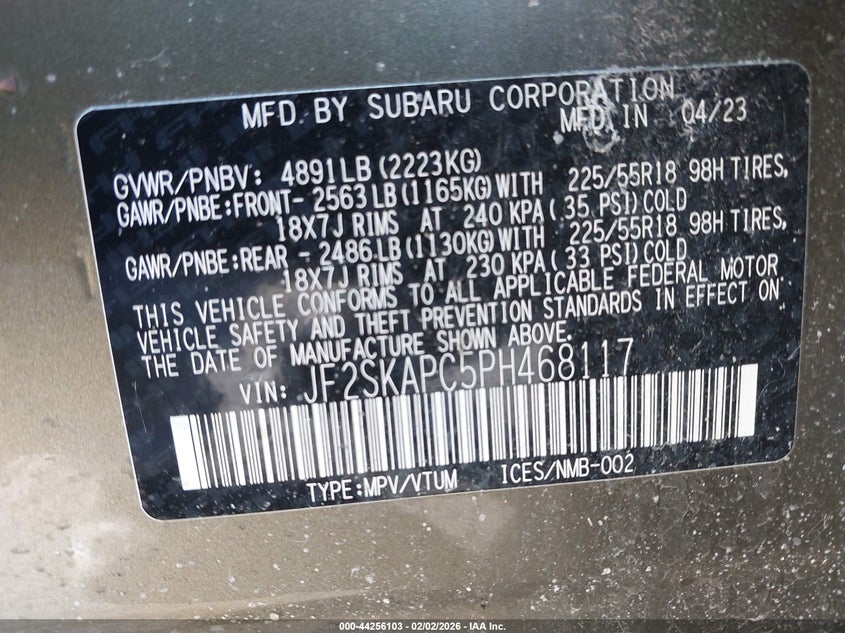 MFD. BY SUBARU CORPORATION
MFD. IN 04/23
GVWR/PNBV: 4891LB (2223KG)
GAWR/PNBE:FRONT- 2563LB (1165KG) WITH 225/55R18 98H TIRES,
18X7J RIMS AT 240 KPA ( 35 PSI) COLD
GAWR/PNBE:REAR - 2486LB (1130KG) WITH 225/55R18 98H TIRES,
18X7J RIMS AT 230 KPA ( 33 PSI) COLD
THIS VEHICLE CONFORMS TO ALL APPLICABLE FEDERAL MOTOR
VEHICLE SAFETY AND THEFT PREVENTION STANDARDS IN EFFECT ON
THE DATE OF MANUFACTURE SHOWN ABOVE.
VIN: JF2SKAPC5PH468117
TYPE:MPV/VTUM ICES/NMB-002
000-44256103 — 02/02/2026 — © IAA Inc.